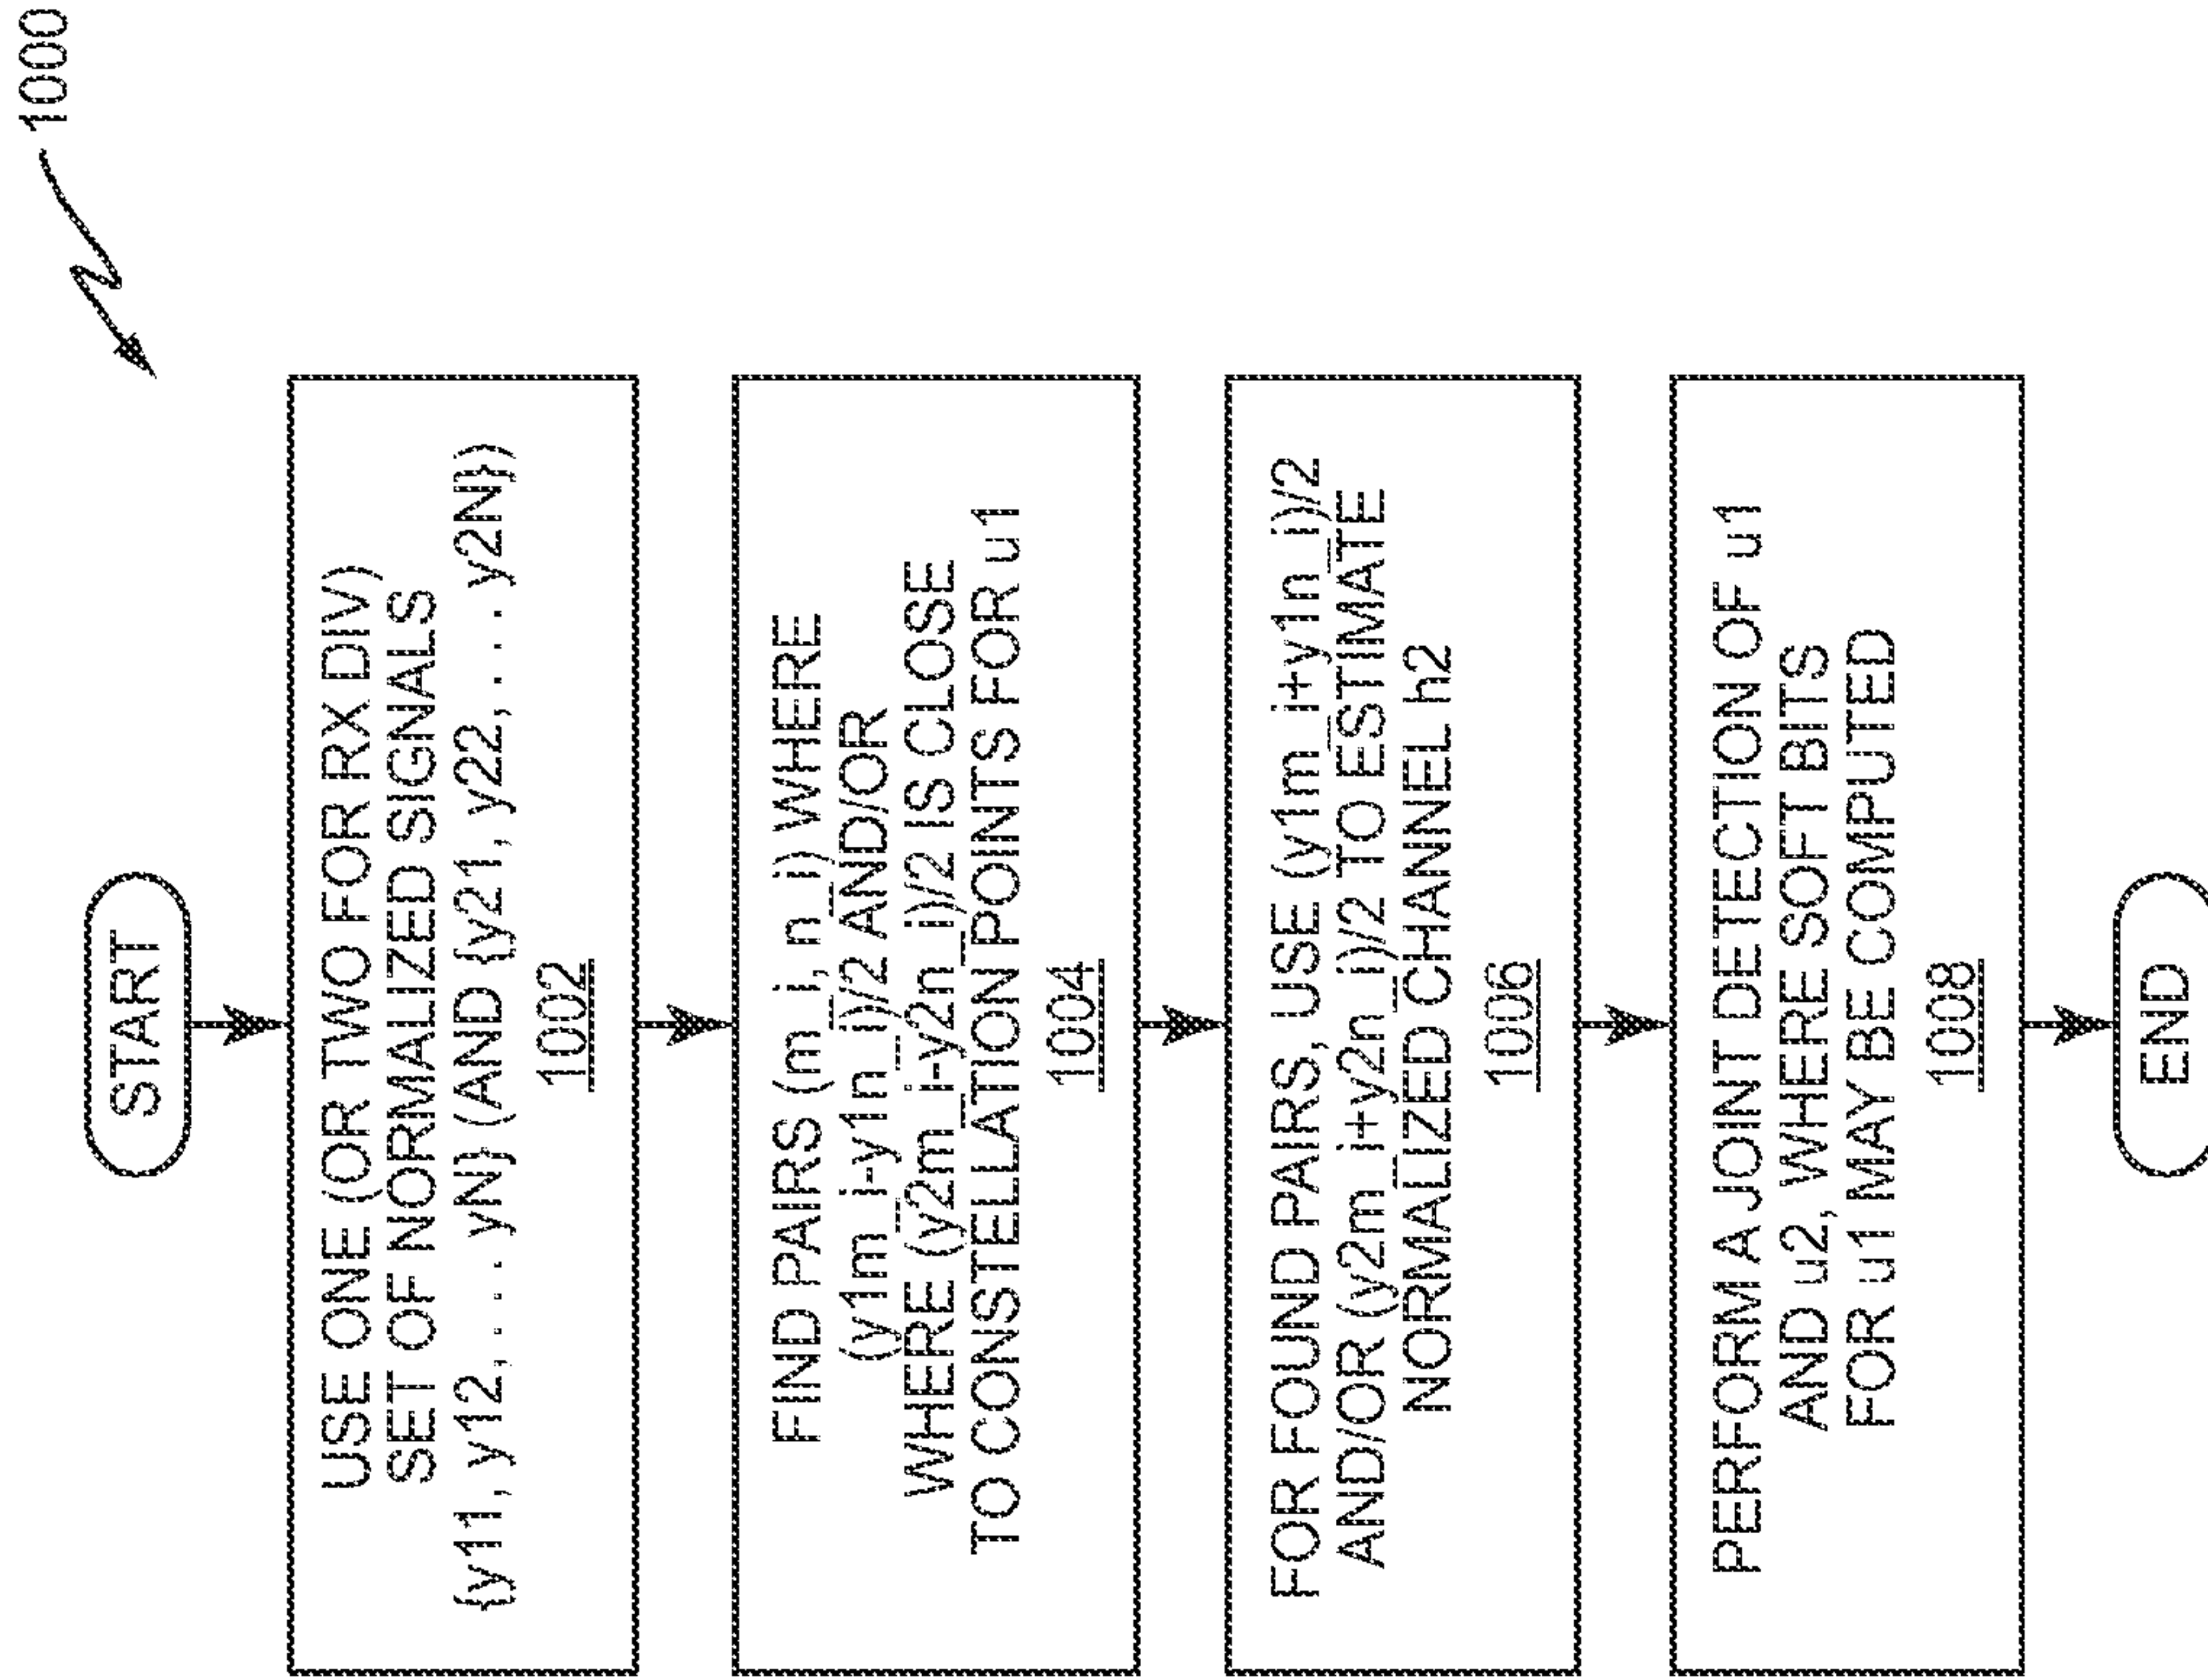 1000
START
USE ONE (OR TWO FOR RX DIV)
SET OF NORMALIZED SIGNALS
{y11, y12, . . . yN} (AND {y21, y22, . . . y2N})
1002
FIND PAIRS (m_i, n_i) WHERE
(y1m_i-y1n_i)/2 AND/OR
WHERE (y2m_i-y2n_i)/2 IS CLOSE
TO CONSTELLATION POINTS FOR u1
1004
FOR FOUND PAIRS, USE (y1m_i+y1n_i)/2
AND/OR (y2m_i+y2n_i)/2 TO ESTIMATE
NORMALIZED CHANNEL h2
1006
PERFORM A JOINT DETECTION OF u1
AND u2, WHERE SOFT BITS
FOR u1 MAY BE COMPUTED
1008
END